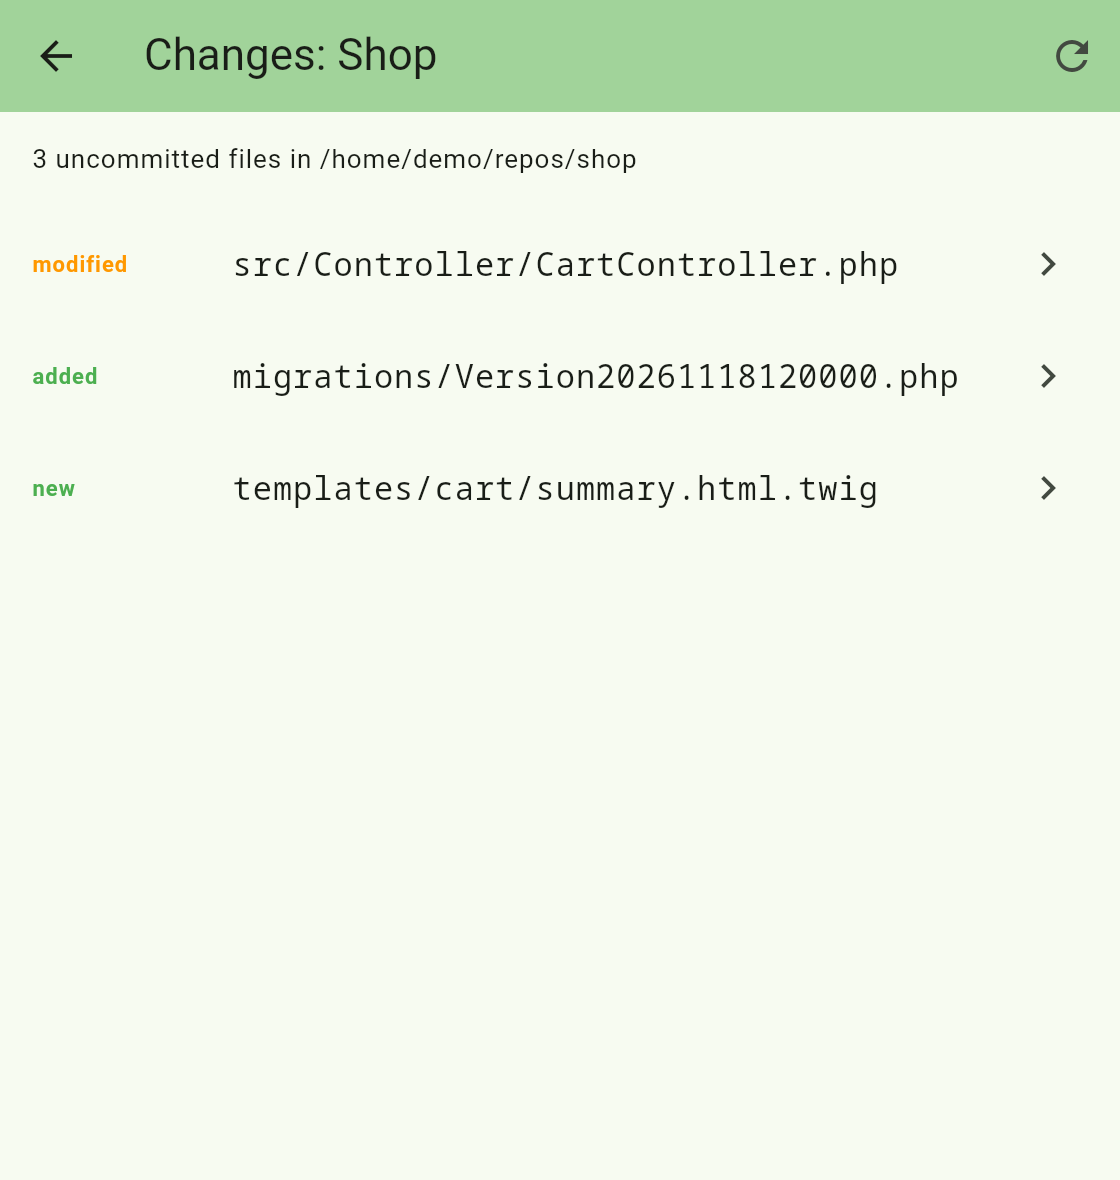 Changes: Shop
3 uncommitted files in /home/demo/repos/shop
modified src/Controller/CartController.php
added migrations/Version20261118120000.php
new templates/cart/summary.html.twig